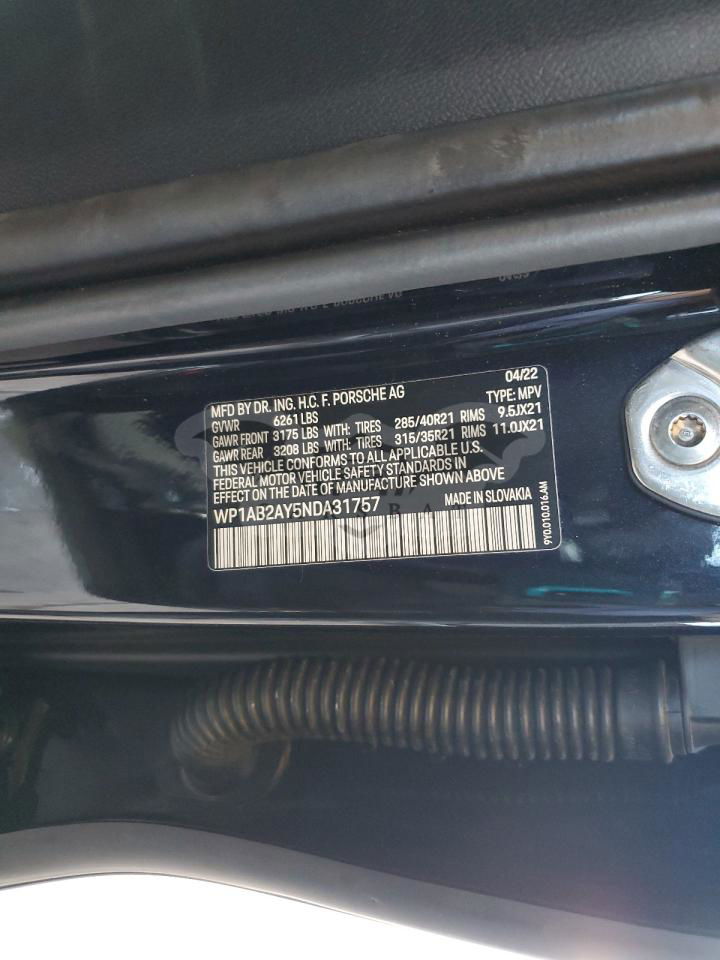 MFD BY DR. ING. H.C. F. PORSCHE AG 04/22
GVWR 6261 LBS TYPE: MPV
GAWR FRONT 3175 LBS WITH: TIRES 285/40R21 RIMS 9.5JX21
GAWR REAR 3208 LBS WITH: TIRES 315/35R21 RIMS 11.0JX21
THIS VEHICLE CONFORMS TO ALL APPLICABLE U.S.
FEDERAL MOTOR VEHICLE SAFETY STANDARDS IN
EFFECT ON THE DATE OF MANUFACTURE SHOWN ABOVE
WP1AB2AY5NDA31757 MADE IN SLOVAKIA
9Y0.010.016.AM